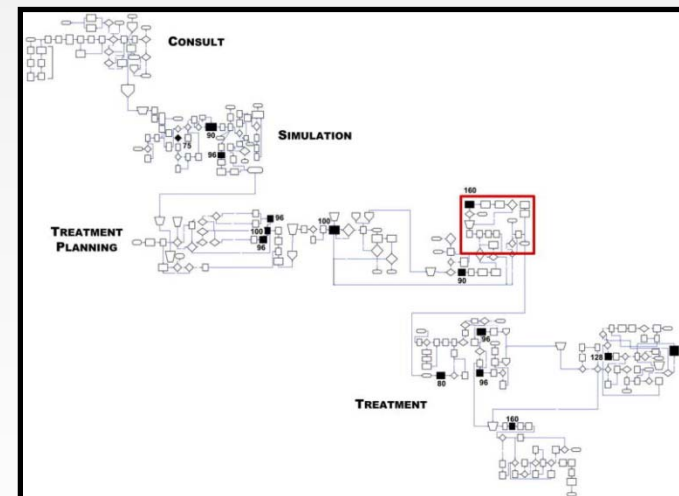 CONSULT
SIMULATION
90
75
96
160
TREATMENT
PLANNING
96
100
96
100
90
96
80
96
128
TREATMENT
160